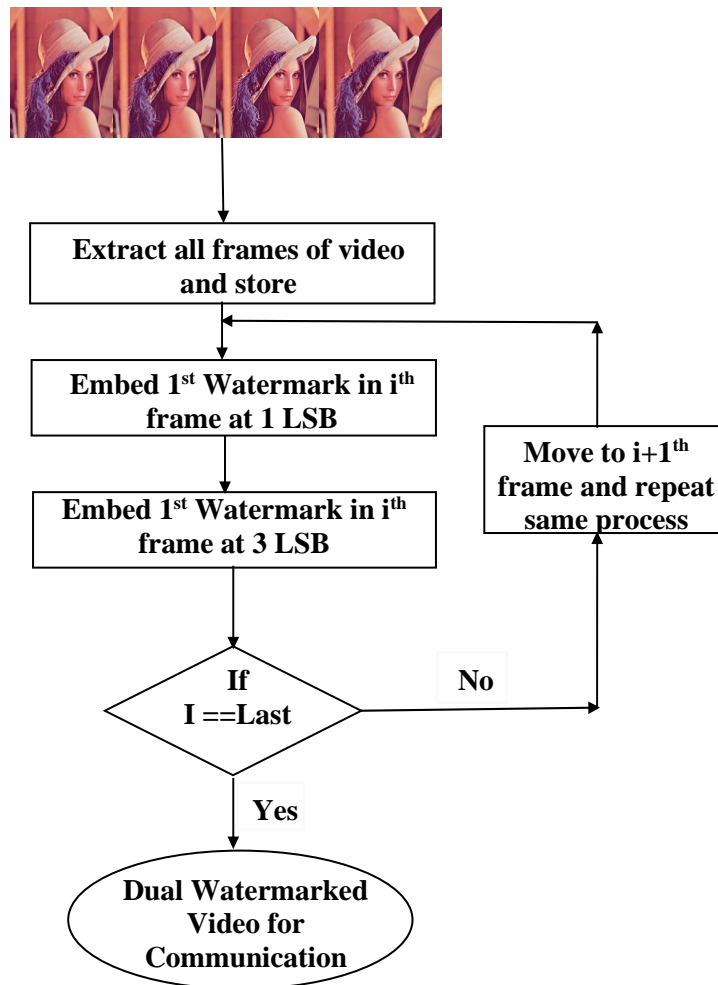 Extract all frames of video
and store
Embed 1st Watermark in ith
frame at 1 LSB
Embed 1st Watermark in ith
frame at 3 LSB
Move to i+1th
frame and repeat
same process
If
I ==Last
No
Yes
Dual Watermarked
Video for
Communication